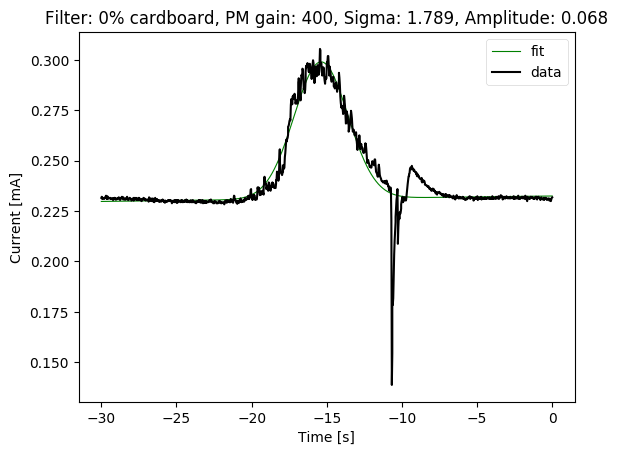 Filter: 0% cardboard, PM gain: 400, Sigma: 1.789, Amplitude: 0.068
fit
data
Current [mA]
0.300
0.275
0.250
0.225
0.200
0.175
0.150
−30
−25
−20
−15
−10
−5
0
Time [s]